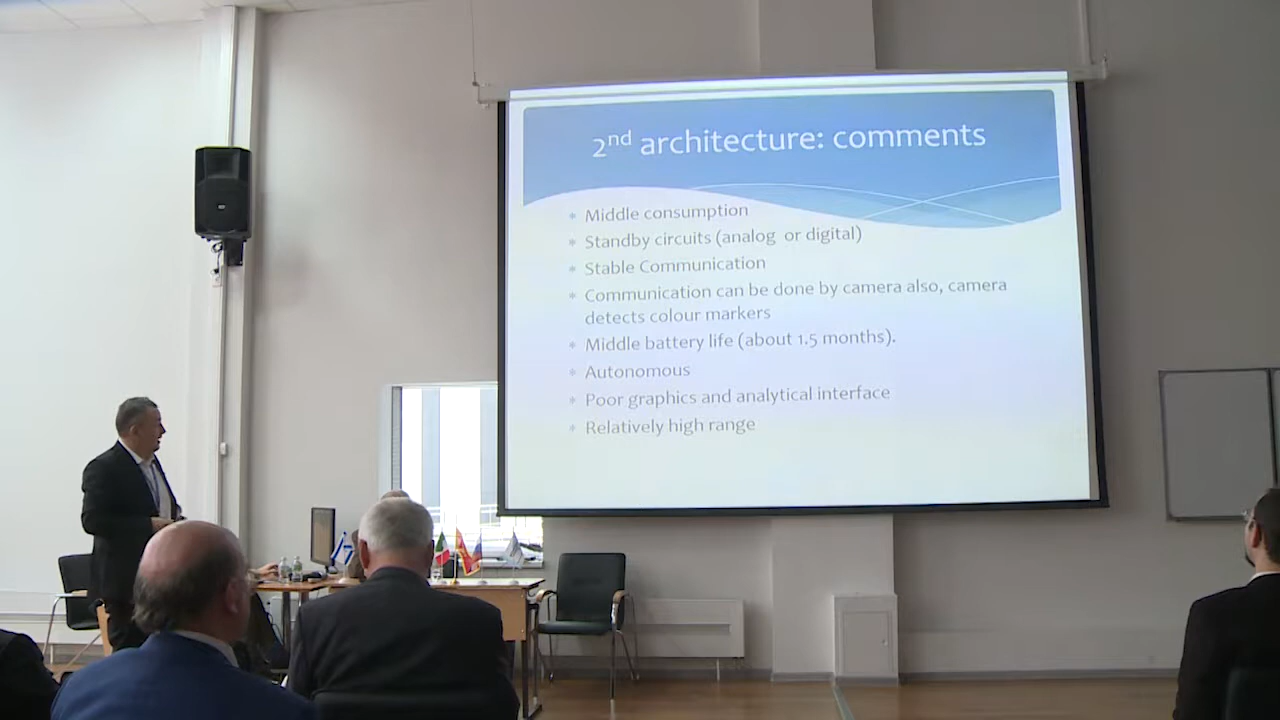 2nd architecture: comments
Middle consumption
Standby circuits (analog or digital)
Stable Communication
Communication can be done by camera also, camera
detects colour markers
Middle battery life (about 1.5 months).
Autonomous
Poor graphics and analytical interface
Relatively high range